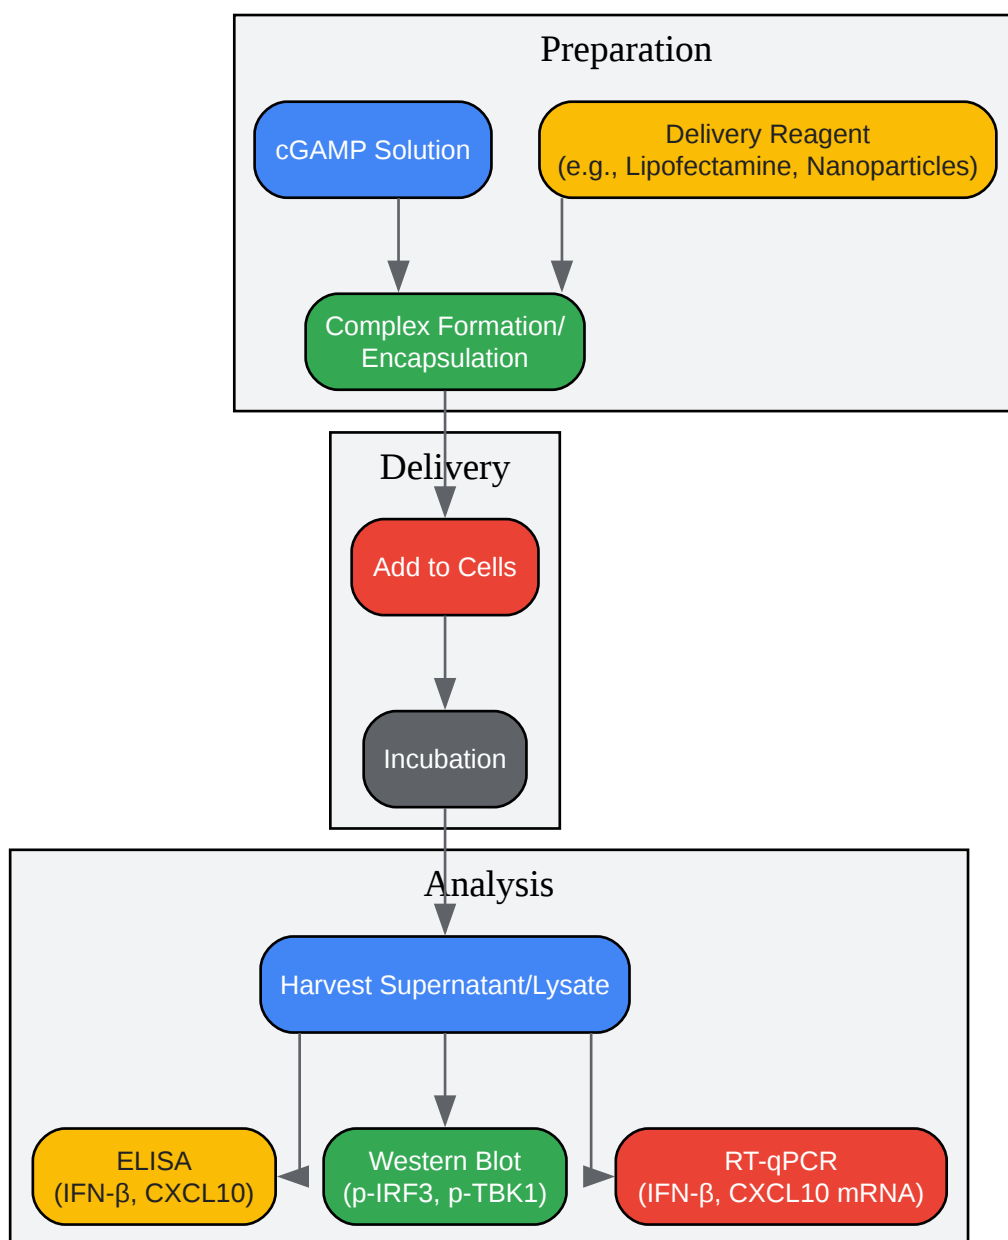 Preparation
cGAMP Solution
Delivery Reagent
(e.g., Lipofectamine, Nanoparticles)
Complex Formation/
Encapsulation
Delivery
Add to Cells
Incubation
Analysis
Harvest Supernatant/Lysate
ELISA
(IFN-β, CXCL10)
Western Blot
(p-IRF3, p-TBK1)
RT-qPCR
(IFN-β, CXCL10 mRNA)